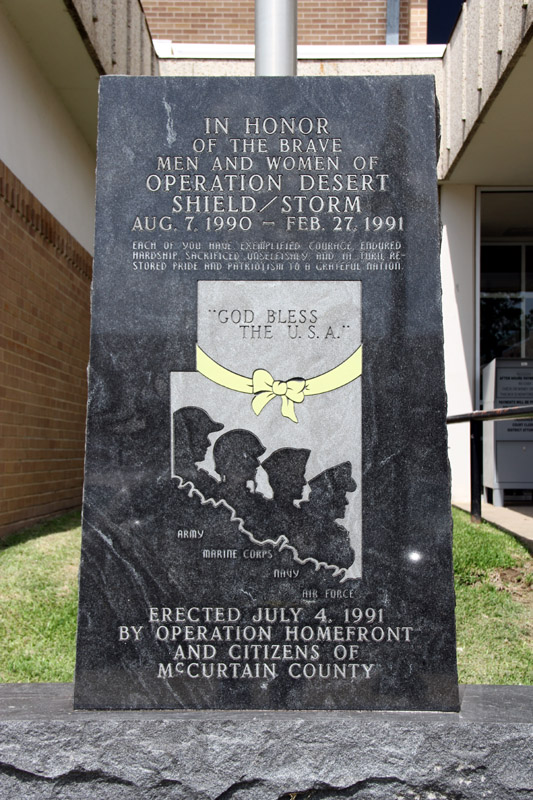 IN HONOR
OF THE BRAVE
MEN AND WOMEN OF
OPERATION DESERT
SHIELD/STORM
AUG. 7, 1990 – FEB. 27, 1991
EACH OF YOU HAVE EXEMPLIFIED COURAGE, ENDURED
HARDSHIP, SACRIFICED UNSELFISHLY, AND IN TURN, RE-
STORED PRIDE AND PATRIOTISM TO A GRATEFUL NATION.
"GOD BLESS
THE U.S.A."
ARMY
MARINE CORPS
NAVY
AIR FORCE
ERECTED JULY 4, 1991
BY OPERATION HOMEFRONT
AND CITIZENS OF
McCURTAIN COUNTY